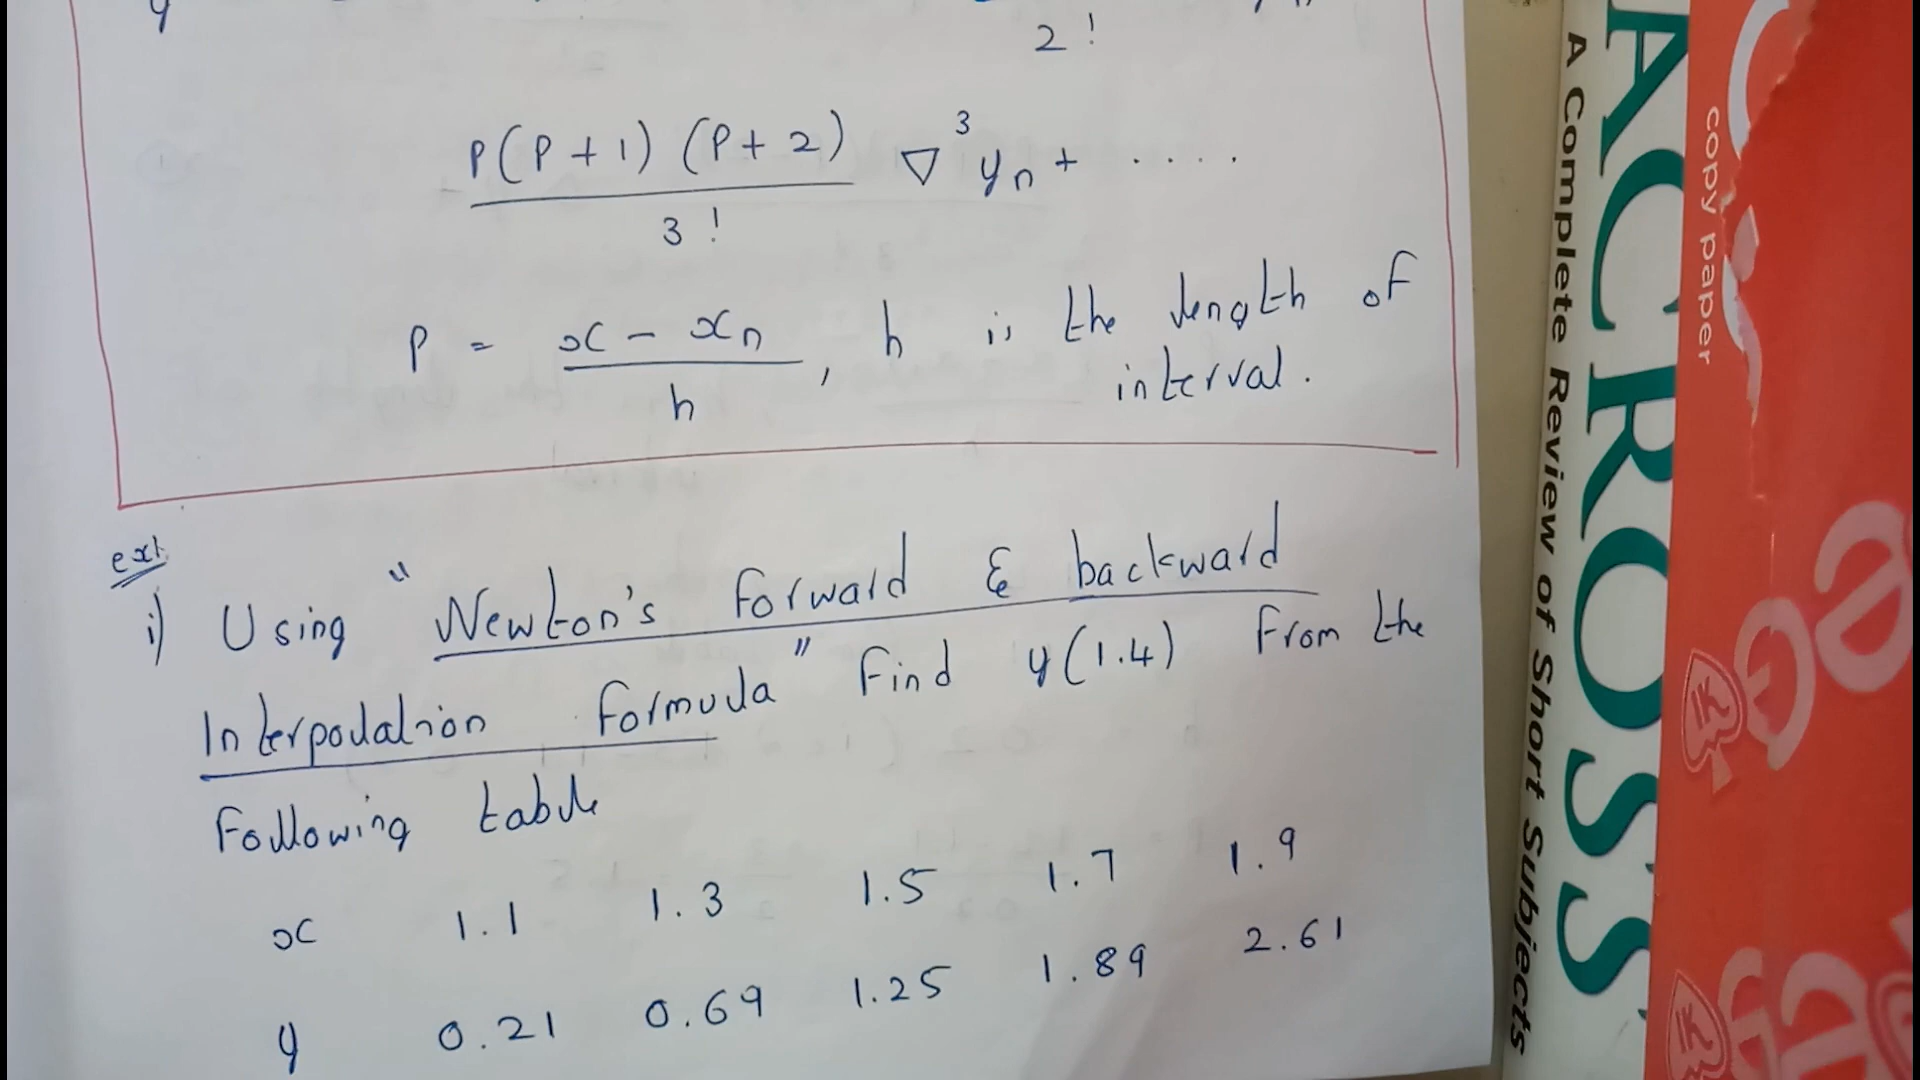 y
2 !
P(P + 1) (P + 2) ∇³ yn + ....
3 !
P = x - xn , h is the length of
h interval.
ex1
i) Using " Newton's forward & backward
Interpolation formula " find y(1.4) from the
following table
x 1.1 1.3 1.5 1.7 1.9
y 0.21 0.69 1.25 1.89 2.61
ACROSS
A Complete Review of Short Subjects
copy paper